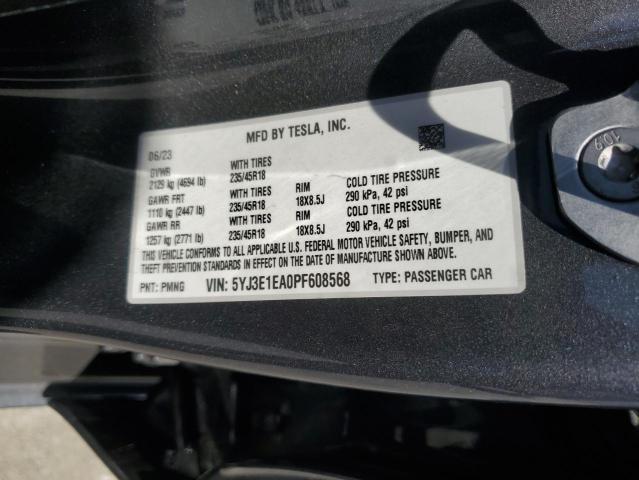 MFD BY TESLA, INC.
06/23
GVWR WITH TIRES
2129 kg (4694 lb) 235/45R18
GAWR FRT WITH TIRES RIM COLD TIRE PRESSURE
1110 kg (2447 lb) 235/45R18 18X8.5J 290 kPa, 42 psi
GAWR RR WITH TIRES RIM COLD TIRE PRESSURE
1257 kg (2771 lb) 235/45R18 18X8.5J 290 kPa, 42 psi
THIS VEHICLE CONFORMS TO ALL APPLICABLE U.S. FEDERAL MOTOR VEHICLE SAFETY, BUMPER, AND
THEFT PREVENTION STANDARDS IN EFFECT ON THE DATE OF MANUFACTURE SHOWN ABOVE.
PNT: PMNG VIN: 5YJ3E1EA0PF608568 TYPE: PASSENGER CAR
10.9